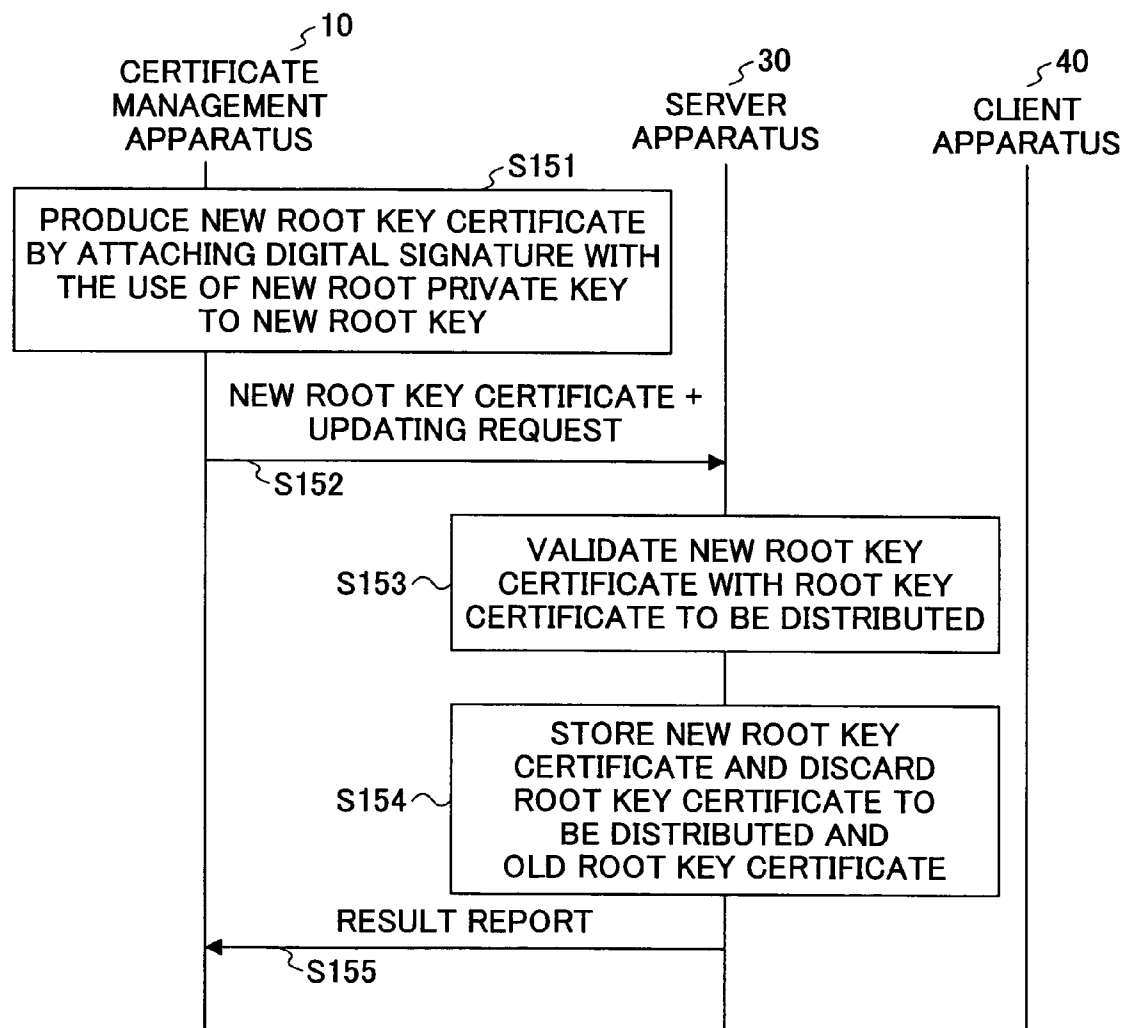 10
CERTIFICATE
MANAGEMENT
APPARATUS
30
SERVER
APPARATUS
40
CLIENT
APPARATUS
S151
PRODUCE NEW ROOT KEY CERTIFICATE
BY ATTACHING DIGITAL SIGNATURE WITH
THE USE OF NEW ROOT PRIVATE KEY
TO NEW ROOT KEY
NEW ROOT KEY CERTIFICATE +
UPDATING REQUEST
S152
S153
VALIDATE NEW ROOT KEY
CERTIFICATE WITH ROOT KEY
CERTIFICATE TO BE DISTRIBUTED
S154
STORE NEW ROOT KEY
CERTIFICATE AND DISCARD
ROOT KEY CERTIFICATE TO
BE DISTRIBUTED AND
OLD ROOT KEY CERTIFICATE
RESULT REPORT
S155